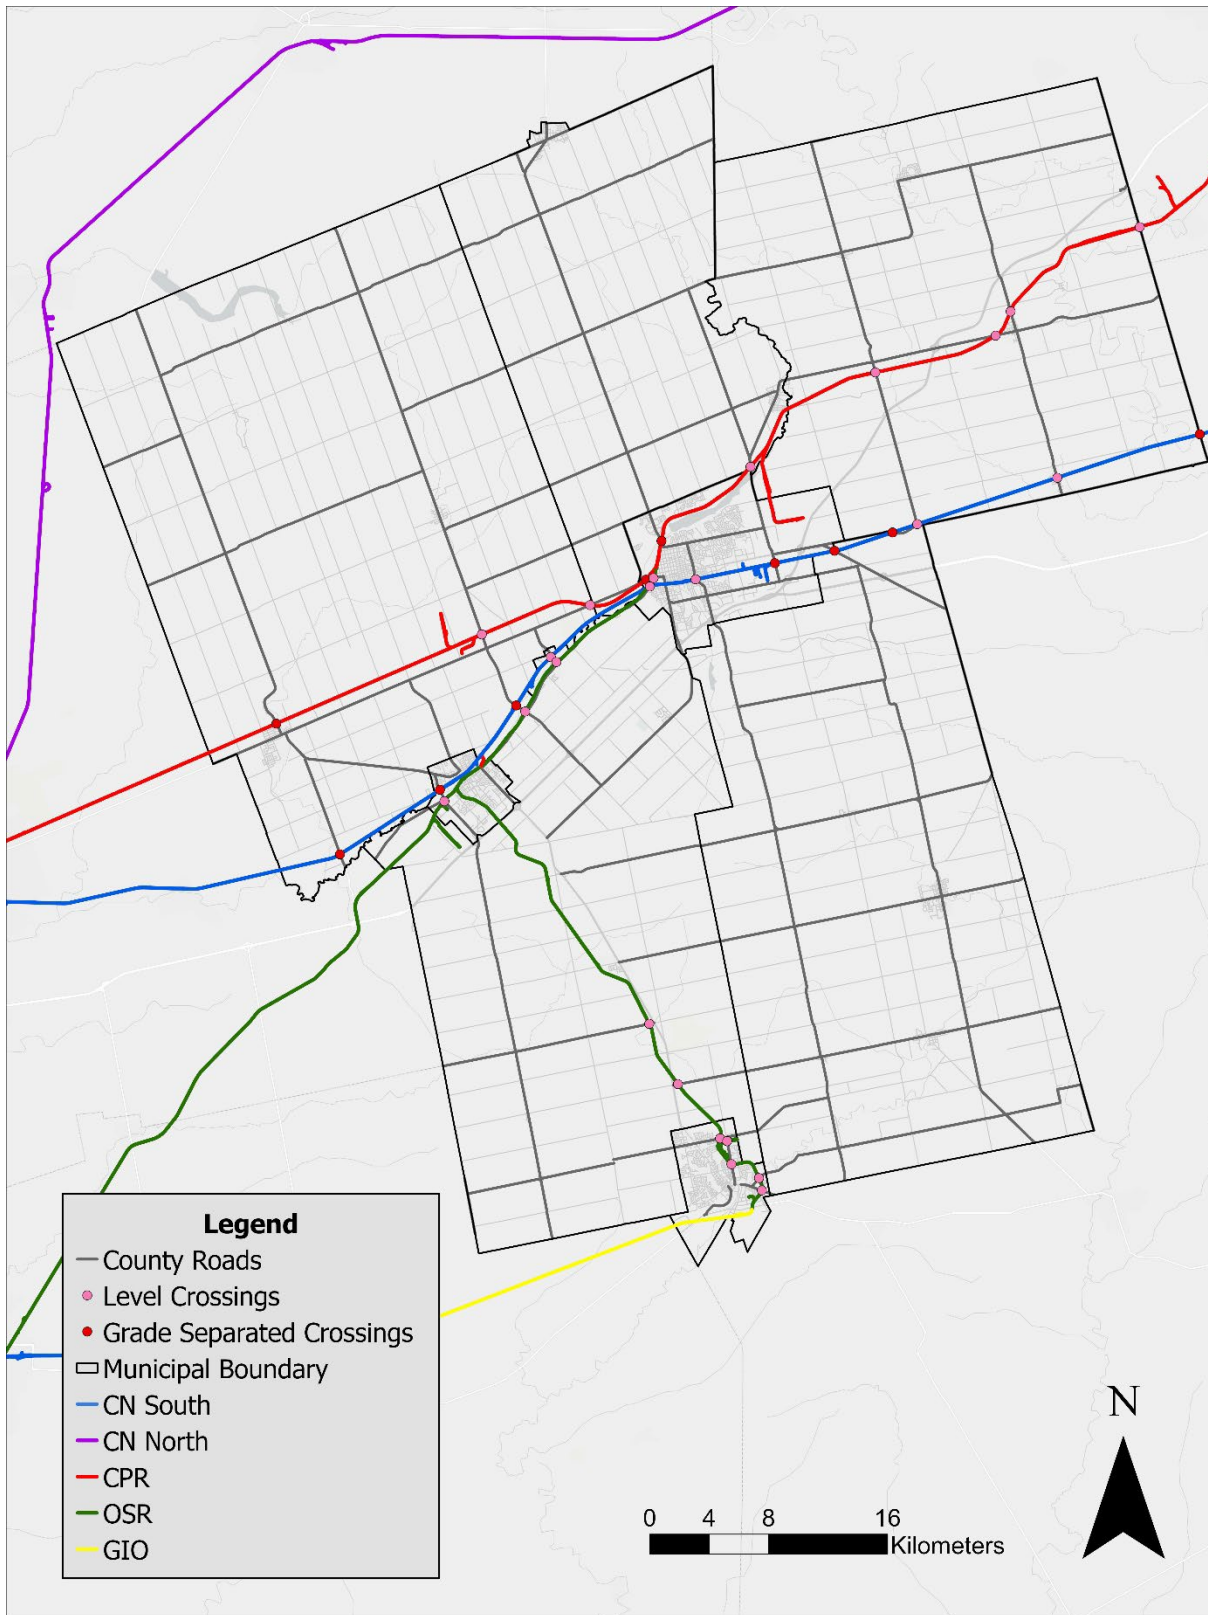 Legend
County Roads
Level Crossings
Grade Separated Crossings
Municipal Boundary
CN South
CN North
CPR
OSR
GIO
N
0 4 8 16
Kilometers